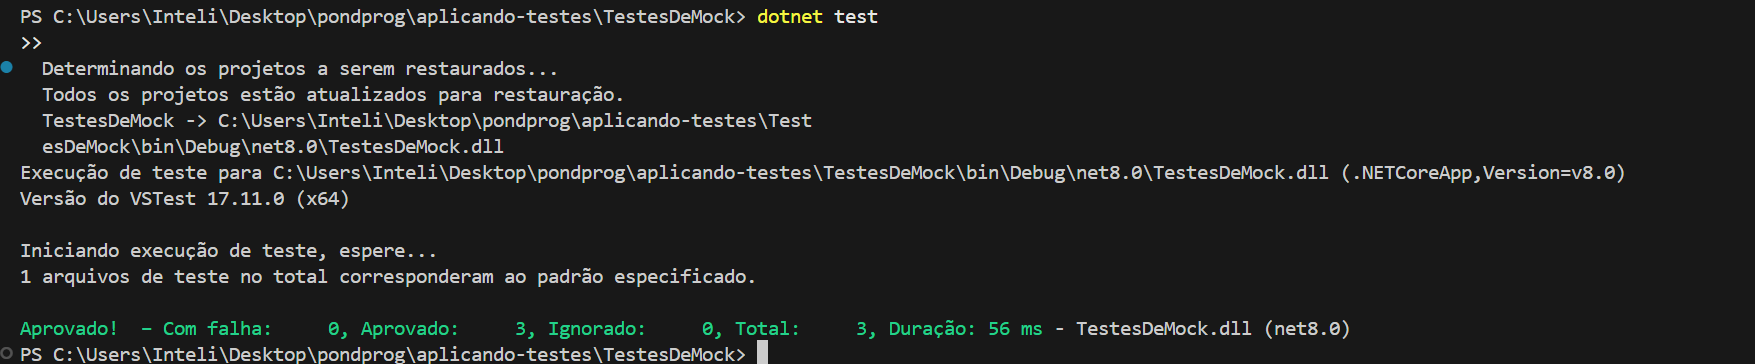 PS C:\Users\Inteli\Desktop\pondprog\aplicando-testes\TestesDeMock> dotnet test
>>
Determinando os projetos a serem restaurados...
Todos os projetos estão atualizados para restauração.
TestesDeMock -> C:\Users\Inteli\Desktop\pondprog\aplicando-testes\Test
esDeMock\bin\Debug\net8.0\TestesDeMock.dll
Execução de teste para C:\Users\Inteli\Desktop\pondprog\aplicando-testes\TestesDeMock\bin\Debug\net8.0\TestesDeMock.dll (.NETCoreApp,Version=v8.0)
Versão do VSTest 17.11.0 (x64)
Iniciando execução de teste, espere...
1 arquivos de teste no total corresponderam ao padrão especificado.
Aprovado!  – Com falha:     0, Aprovado:     3, Ignorado:     0, Total:     3, Duração: 56 ms - TestesDeMock.dll (net8.0)
PS C:\Users\Inteli\Desktop\pondprog\aplicando-testes\TestesDeMock>